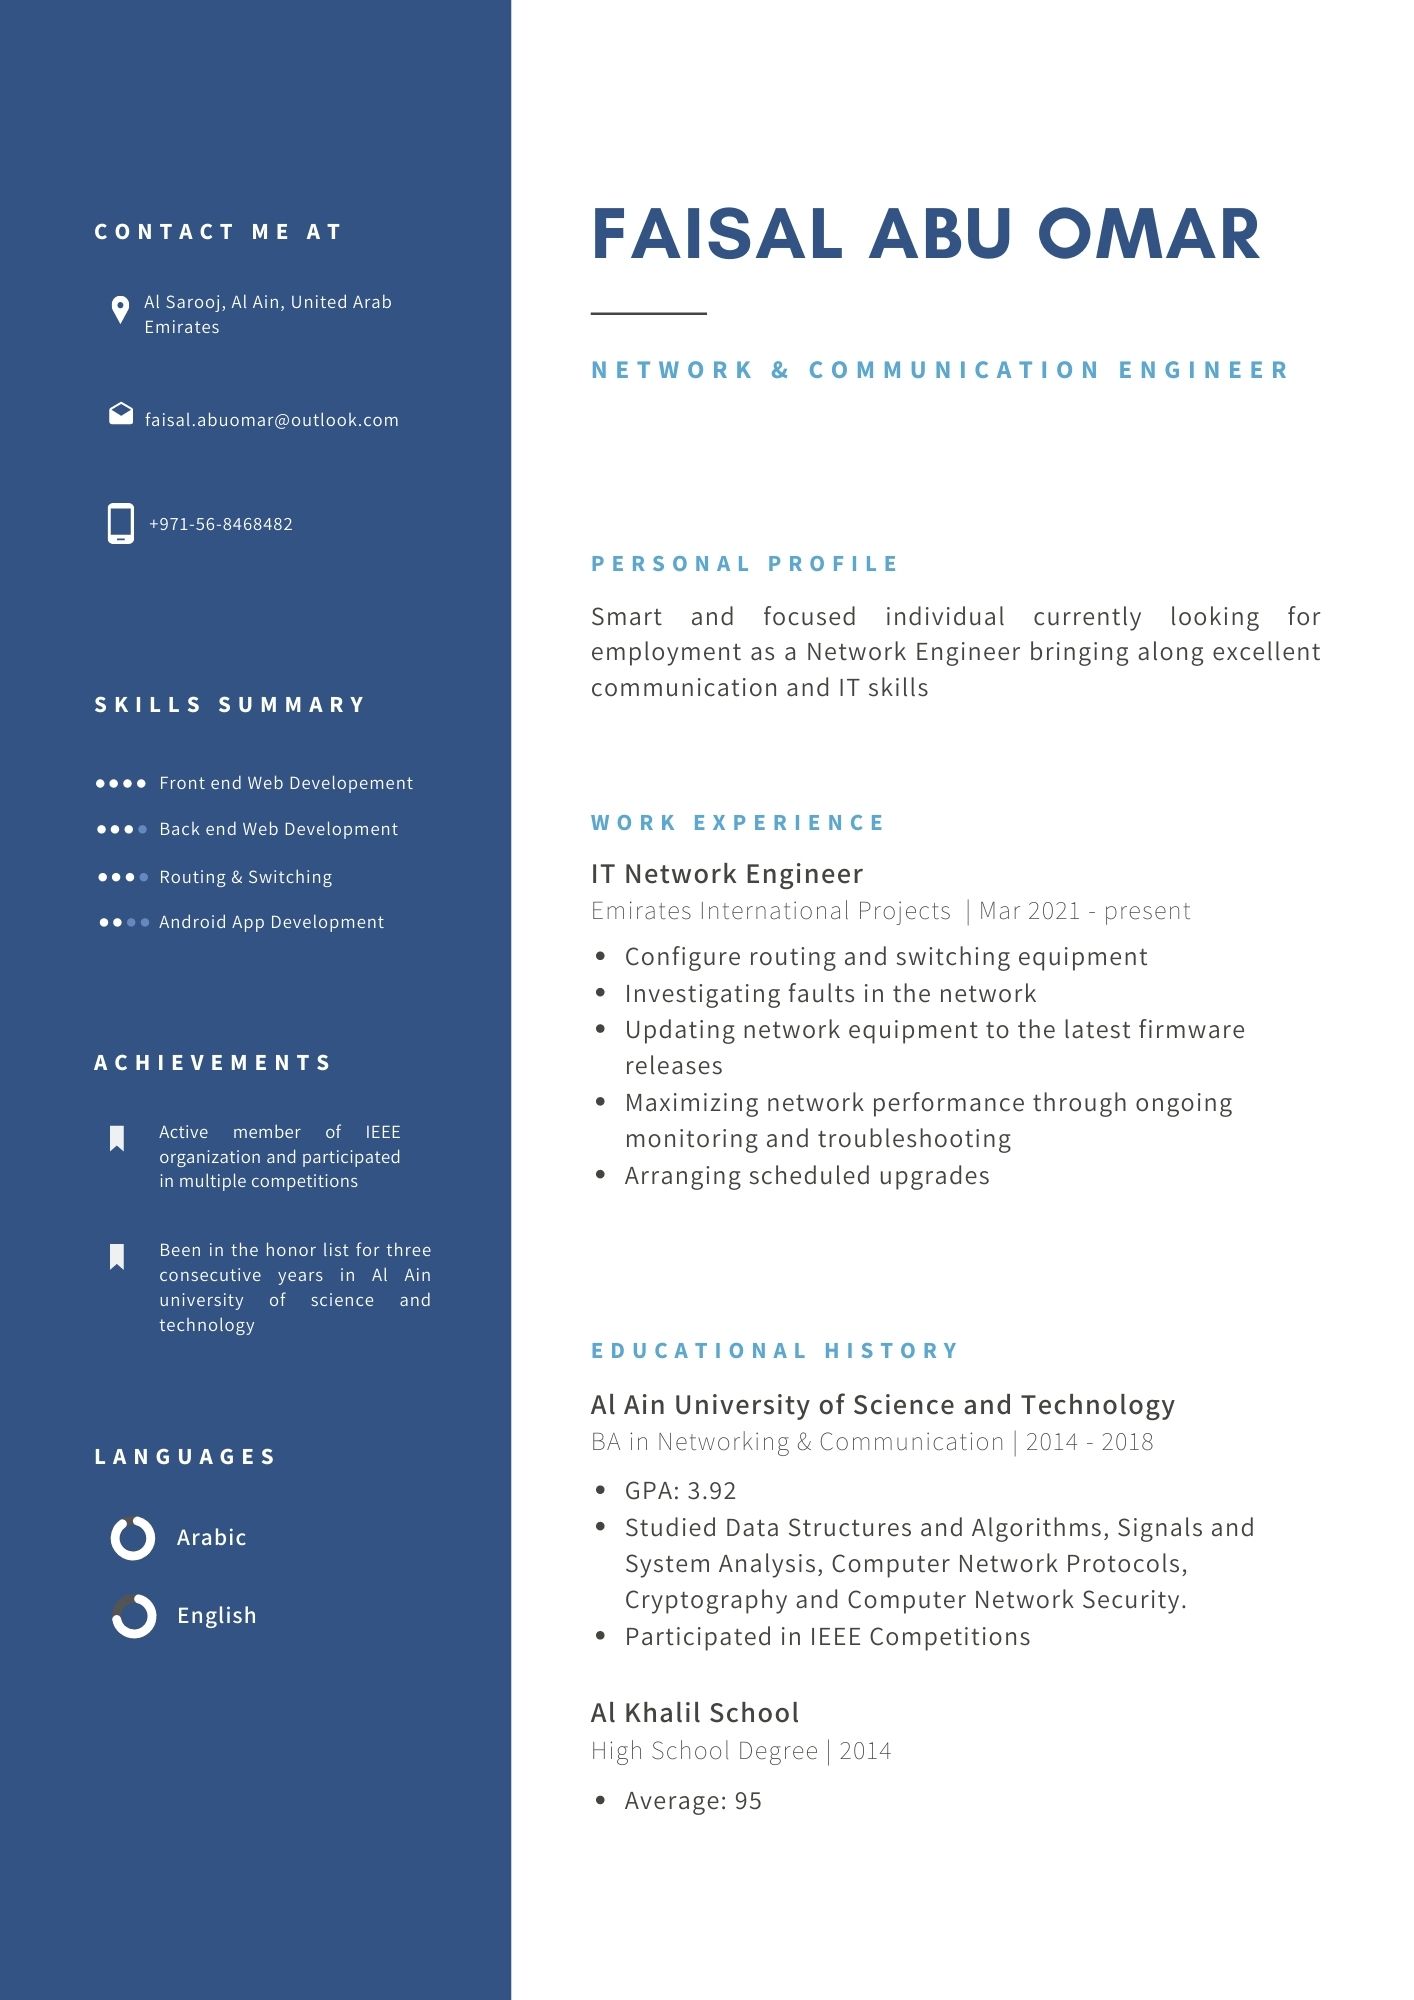 CONTACT ME AT
Al Sarooj, Al Ain, United Arab
Emirates
faisal.abuomar@outlook.com
+971-56-8468482
SKILLS SUMMARY
Front end Web Developement
Back end Web Development
Routing & Switching
Android App Development
ACHIEVEMENTS
Active member of IEEE
organization and participated
in multiple competitions
Been in the honor list for three
consecutive years in Al Ain
university of science and
technology
LANGUAGES
Arabic
English
FAISAL ABU OMAR
NETWORK & COMMUNICATION ENGINEER
PERSONAL PROFILE
Smart and focused individual currently looking for
employment as a Network Engineer bringing along excellent
communication and IT skills
WORK EXPERIENCE
IT Network Engineer
Emirates International Projects | Mar 2021 - present
• Configure routing and switching equipment
• Investigating faults in the network
• Updating network equipment to the latest firmware
releases
• Maximizing network performance through ongoing
monitoring and troubleshooting
• Arranging scheduled upgrades
EDUCATIONAL HISTORY
Al Ain University of Science and Technology
BA in Networking & Communication | 2014 - 2018
• GPA: 3.92
• Studied Data Structures and Algorithms, Signals and
System Analysis, Computer Network Protocols,
Cryptography and Computer Network Security.
• Participated in IEEE Competitions
Al Khalil School
High School Degree | 2014
• Average: 95